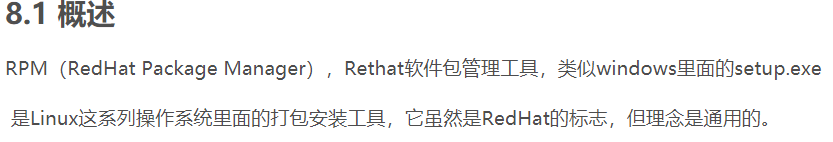 8.1 概述
RPM（RedHat Package Manager），Rethat软件包管理工具，类似windows里面的setup.exe
是Linux这系列操作系统里面的打包安装工具，它虽然是RedHat的标志，但理念是通用的。